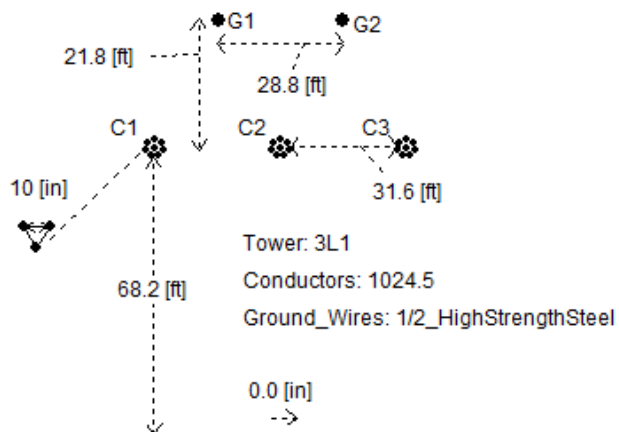 G1
G2
21.8 [ft]
28.8 [ft]
C1
C2
C3
10 [in]
31.6 [ft]
Tower: 3L1
68.2 [ft]
Conductors: 1024.5
Ground_Wires: 1/2_HighStrengthSteel
0.0 [in]